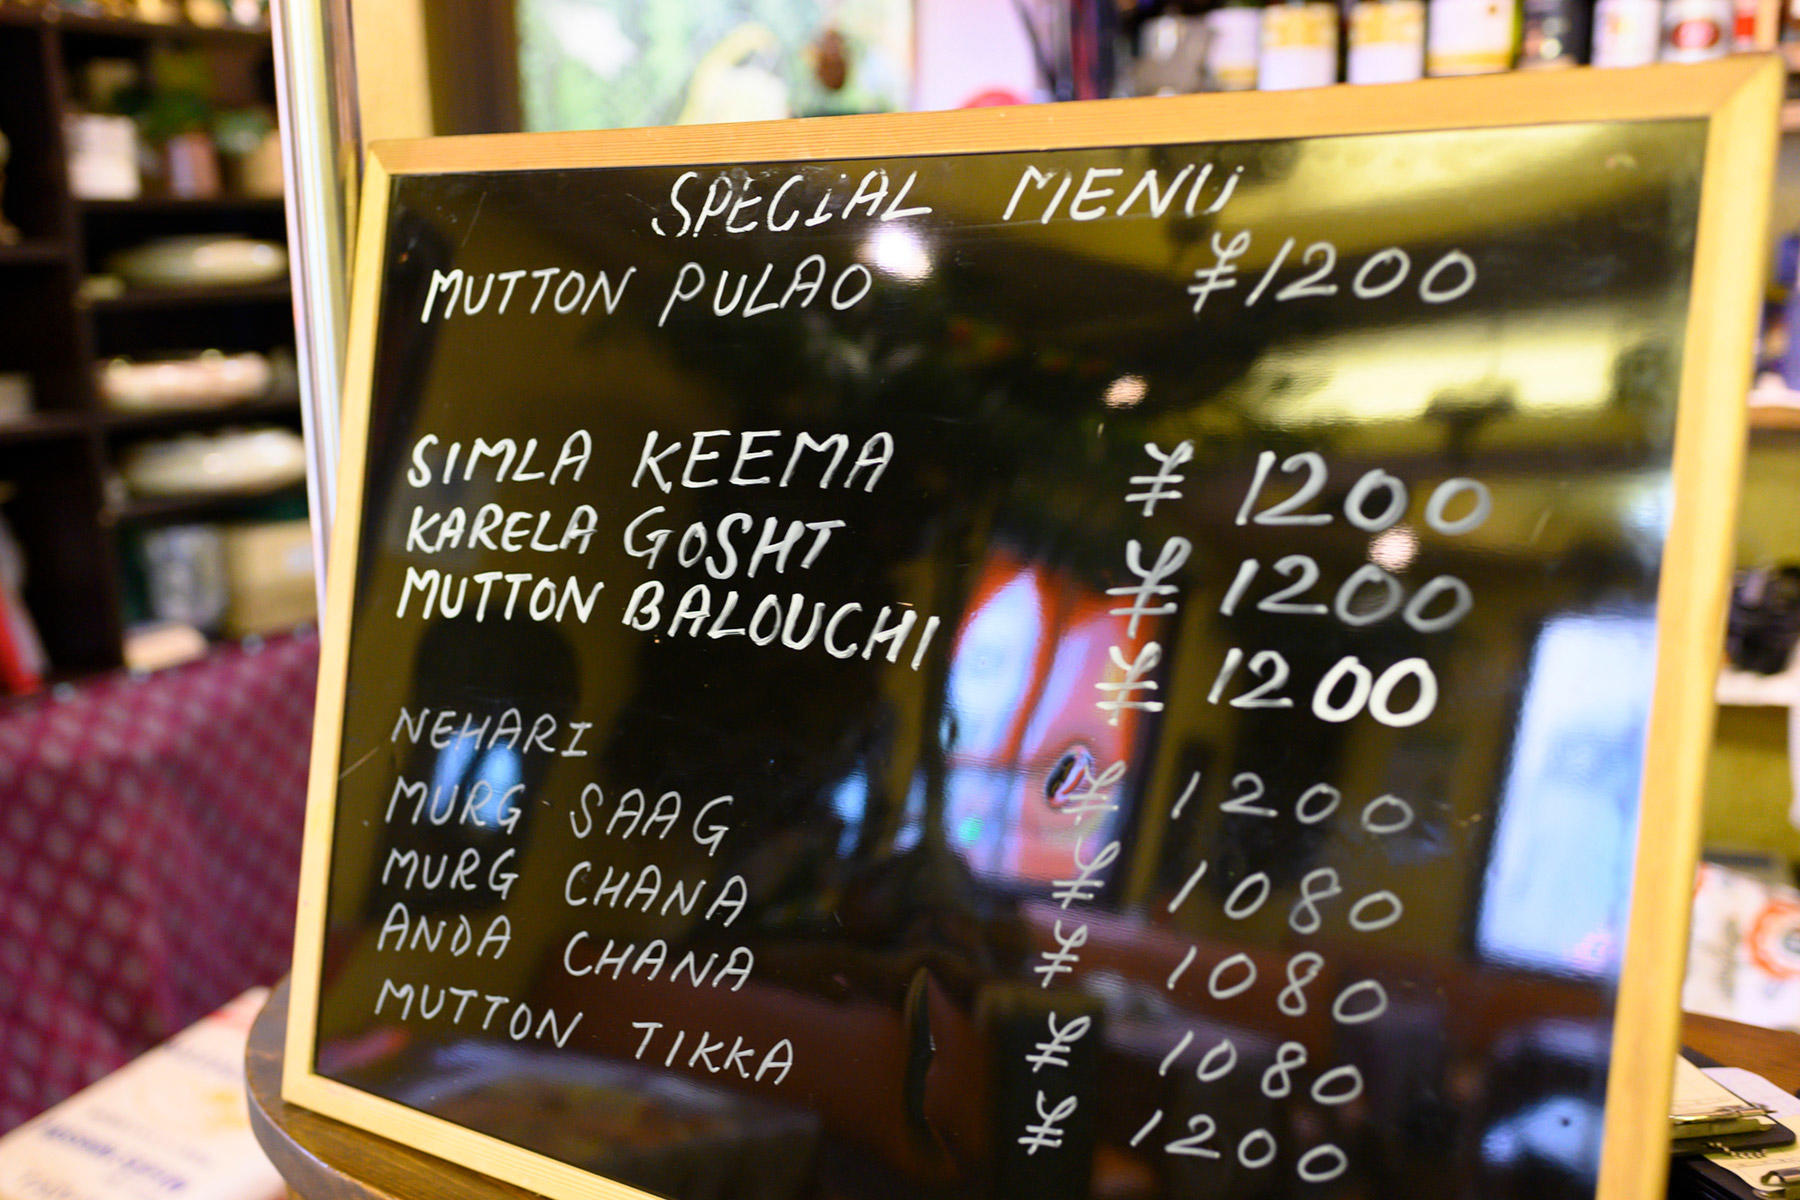 SPECIAL MENU
MUTTON PULAO ¥1200
SIMLA KEEMA ¥ 1200
KARELA GOSHT ¥ 1200
MUTTON BALOUCHI ¥ 1200
NEHARI ¥ 1200
MURG SAAG ¥ 1080
MURG CHANA ¥ 1080
ANDA CHANA ¥ 1080
MUTTON TIKKA ¥ 1200